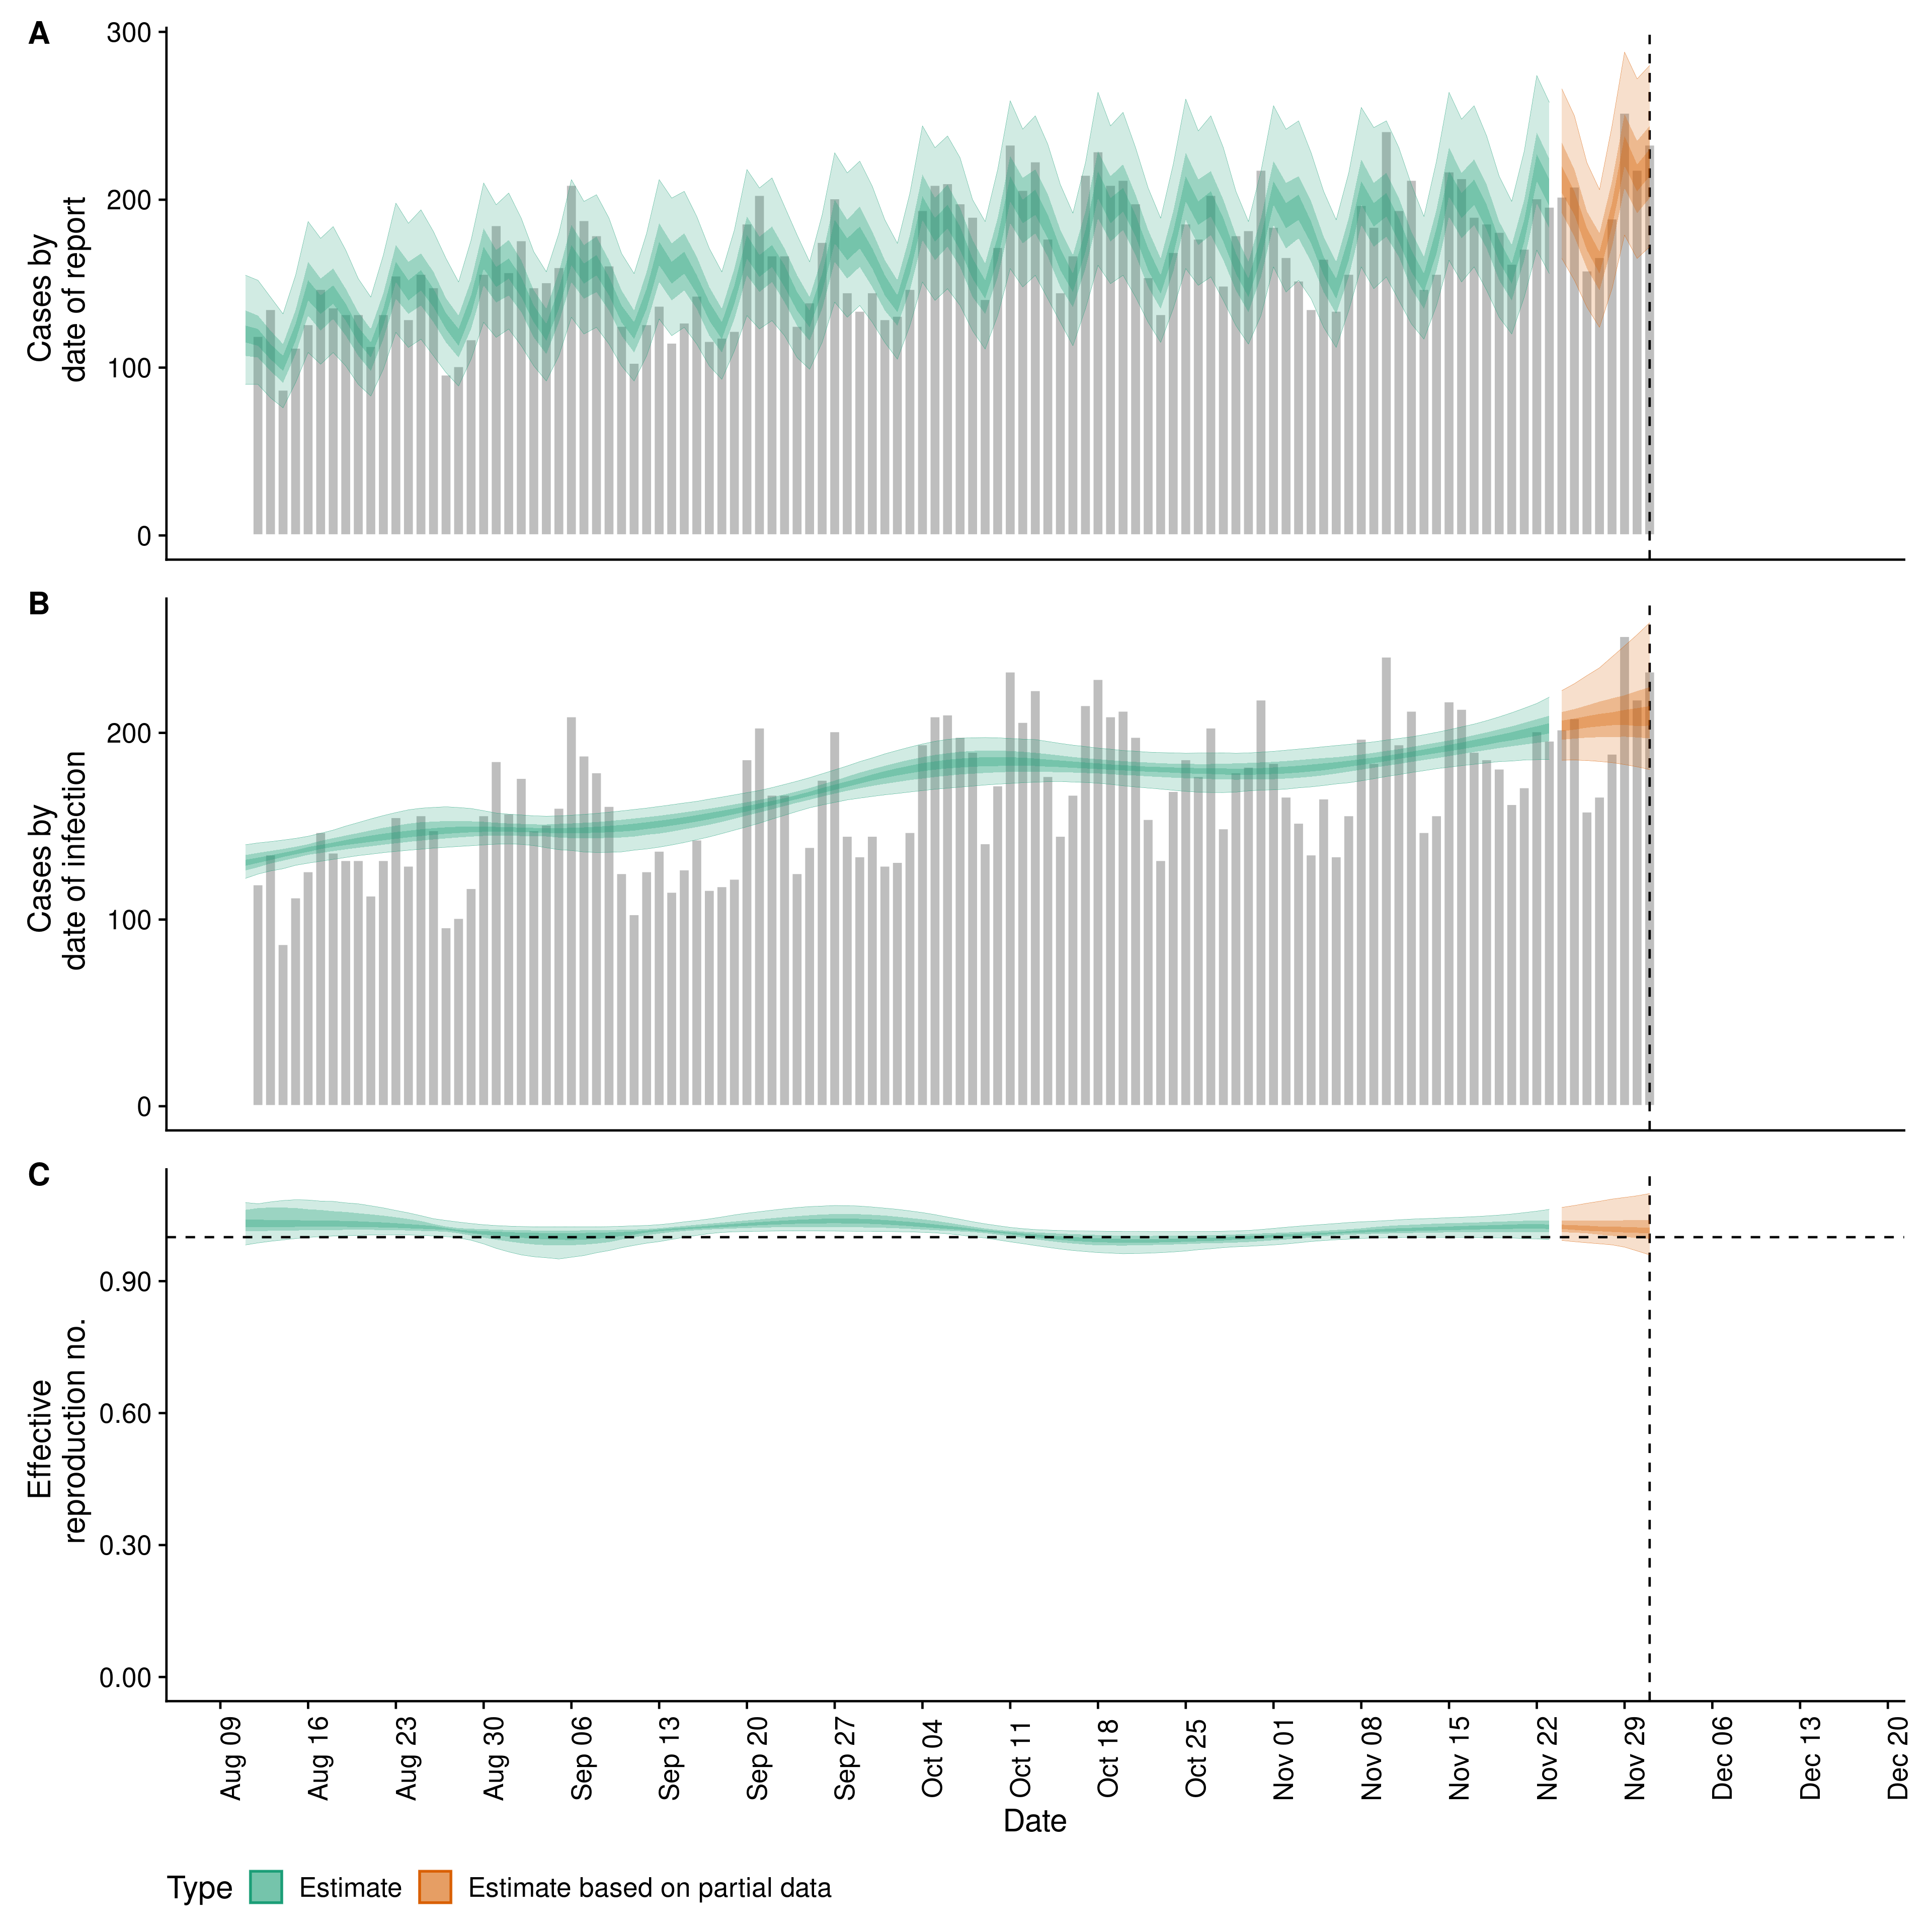 A
Cases by
date of report
300
200
100
0
B
Cases by
date of infection
200
100
0
C
Effective
reproduction no.
0.90
0.60
0.30
0.00
Aug 09
Aug 16
Aug 23
Aug 30
Sep 06
Sep 13
Sep 20
Sep 27
Oct 04
Oct 11
Oct 18
Oct 25
Nov 01
Nov 08
Nov 15
Nov 22
Nov 29
Dec 06
Dec 13
Dec 20
Date
Type Estimate Estimate based on partial data